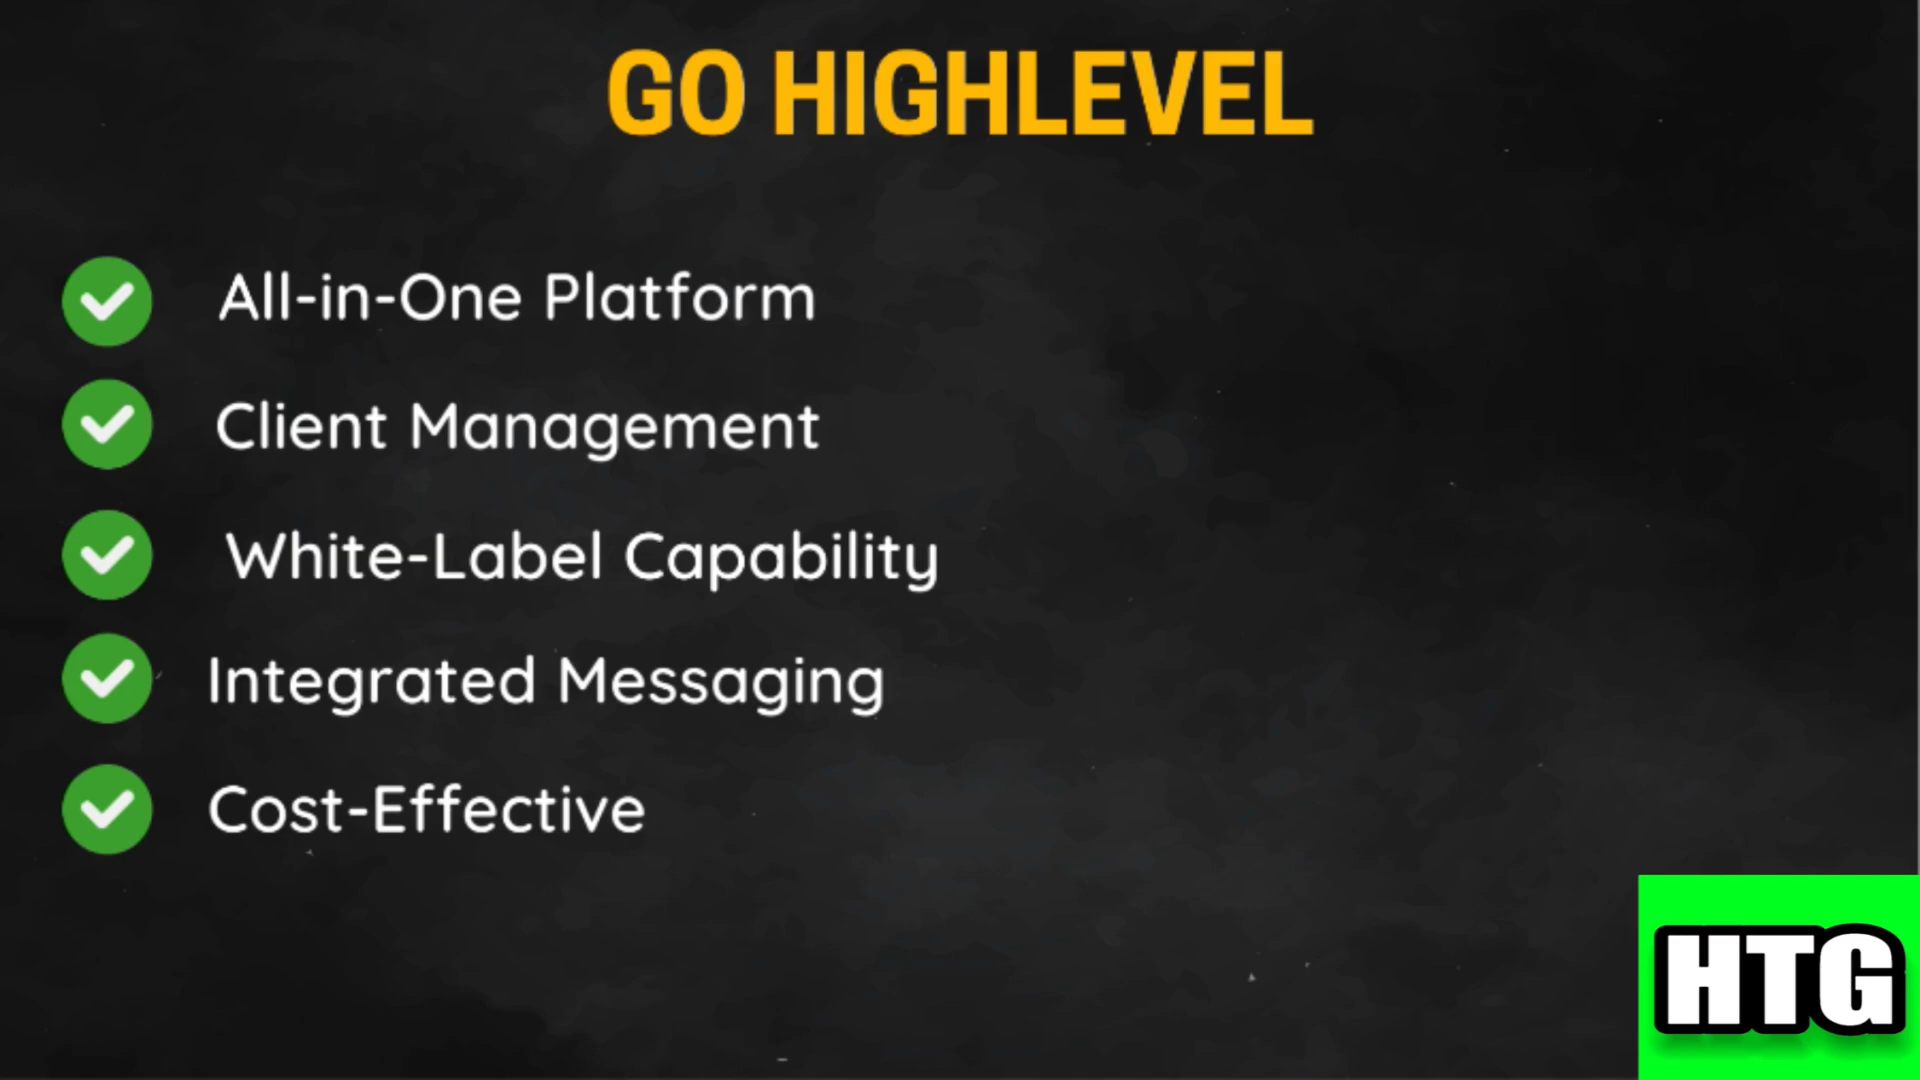 GO HIGHLEVEL
All-in-One Platform
Client Management
White-Label Capability
Integrated Messaging
Cost-Effective
HTG